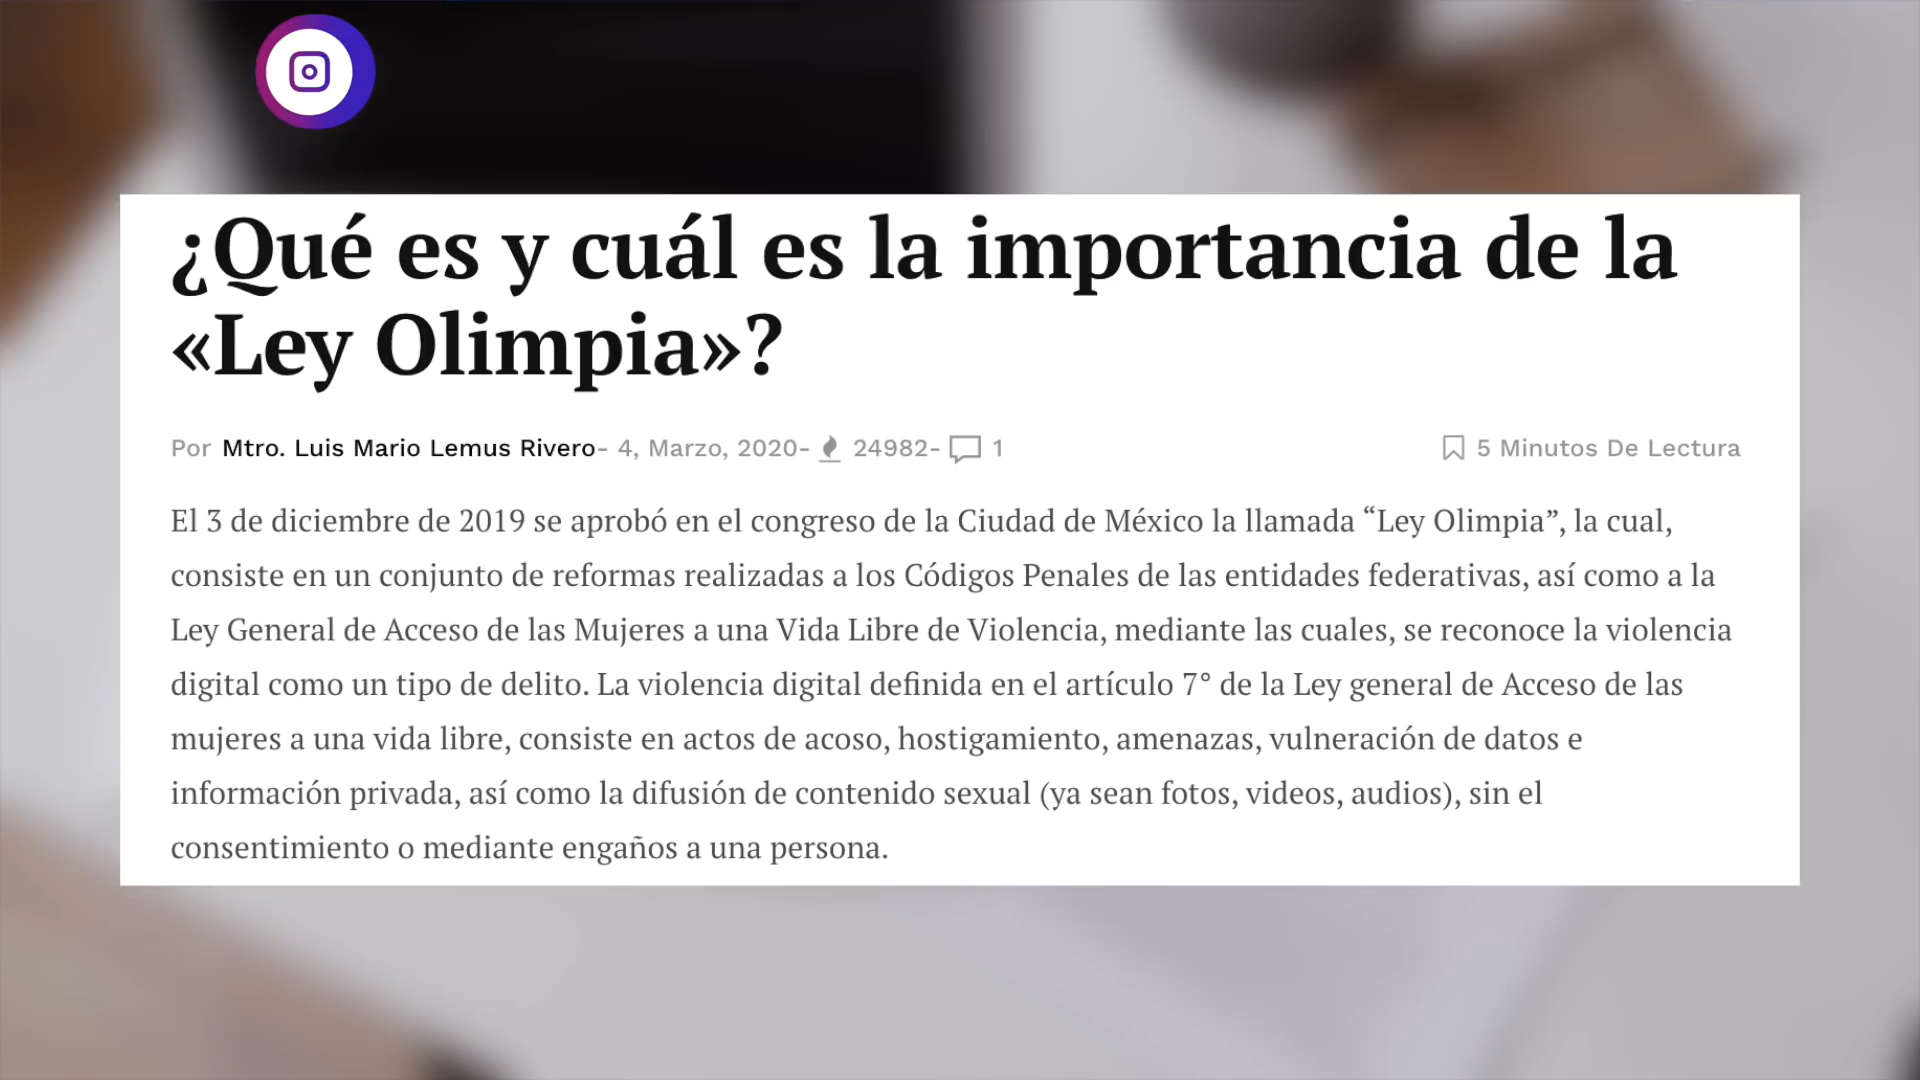 ¿Qué es y cuál es la importancia de la
«Ley Olimpia»?
Por Mtro. Luis Mario Lemus Rivero- 4, Marzo, 2020- 24982- 1
5 Minutos De Lectura
El 3 de diciembre de 2019 se aprobó en el congreso de la Ciudad de México la llamada “Ley Olimpia”, la cual,
consiste en un conjunto de reformas realizadas a los Códigos Penales de las entidades federativas, así como a la
Ley General de Acceso de las Mujeres a una Vida Libre de Violencia, mediante las cuales, se reconoce la violencia
digital como un tipo de delito. La violencia digital definida en el artículo 7° de la Ley general de Acceso de las
mujeres a una vida libre, consiste en actos de acoso, hostigamiento, amenazas, vulneración de datos e
información privada, así como la difusión de contenido sexual (ya sean fotos, videos, audios), sin el
consentimiento o mediante engaños a una persona.